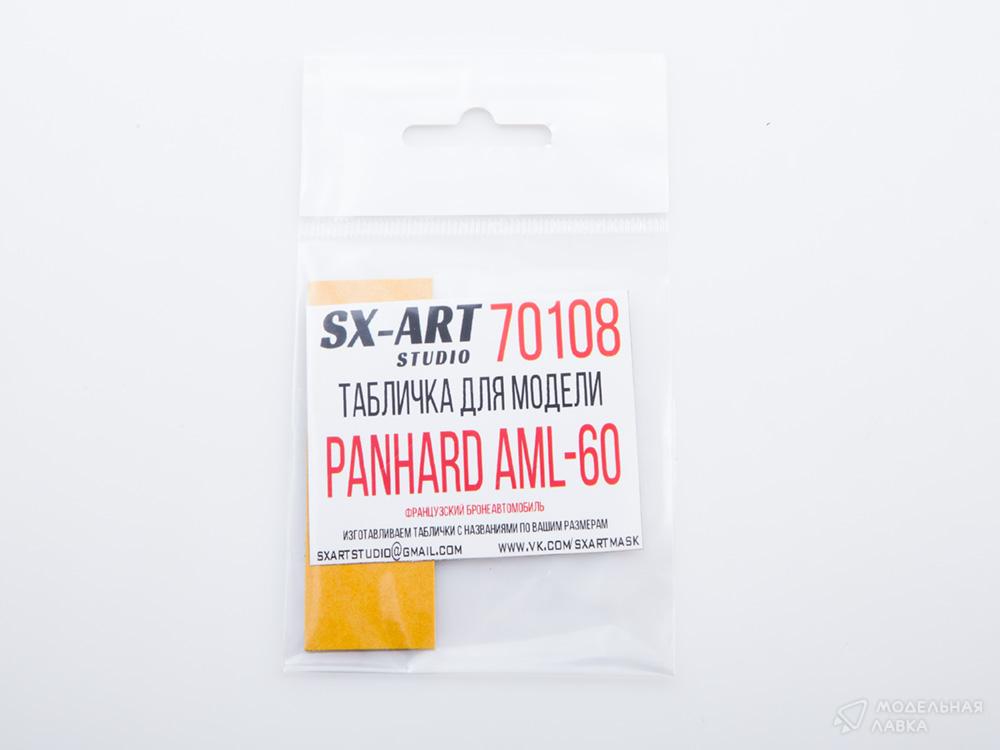 SX-ART 70108
STUDIO
ТАБЛИЧКА ДЛЯ МОДЕЛИ
PANHARD AML-60
ФРАНЦУЗСКИЙ БРОНЕАВТОМОБИЛЬ
ИЗГОТАВЛИВАЕМ ТАБЛИЧКИ С НАЗВАНИЯМИ ПО ВАШИМ РАЗМЕРАМ
SXARTSTUDIO@GMAIL.COM WWW.VK.COM/SXARTMASK
МОДЕЛЬНАЯ
ЛАВКА